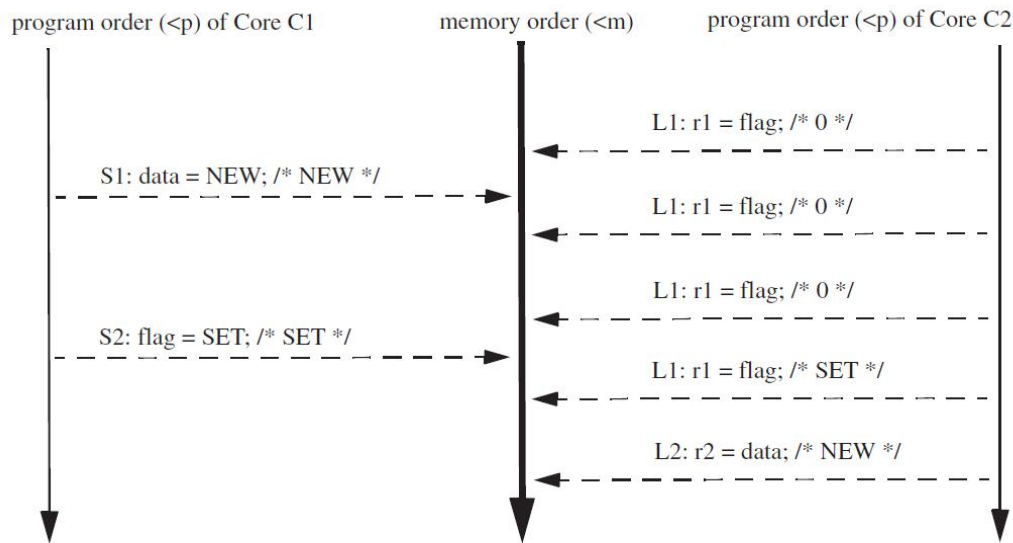 program order (<p) of Core C1
memory order (<m)
program order (<p) of Core C2
L1: r1 = flag; /* 0 */
S1: data = NEW; /* NEW */
L1: r1 = flag; /* 0 */
L1: r1 = flag; /* 0 */
S2: flag = SET; /* SET */
L1: r1 = flag; /* SET */
L2: r2 = data; /* NEW */